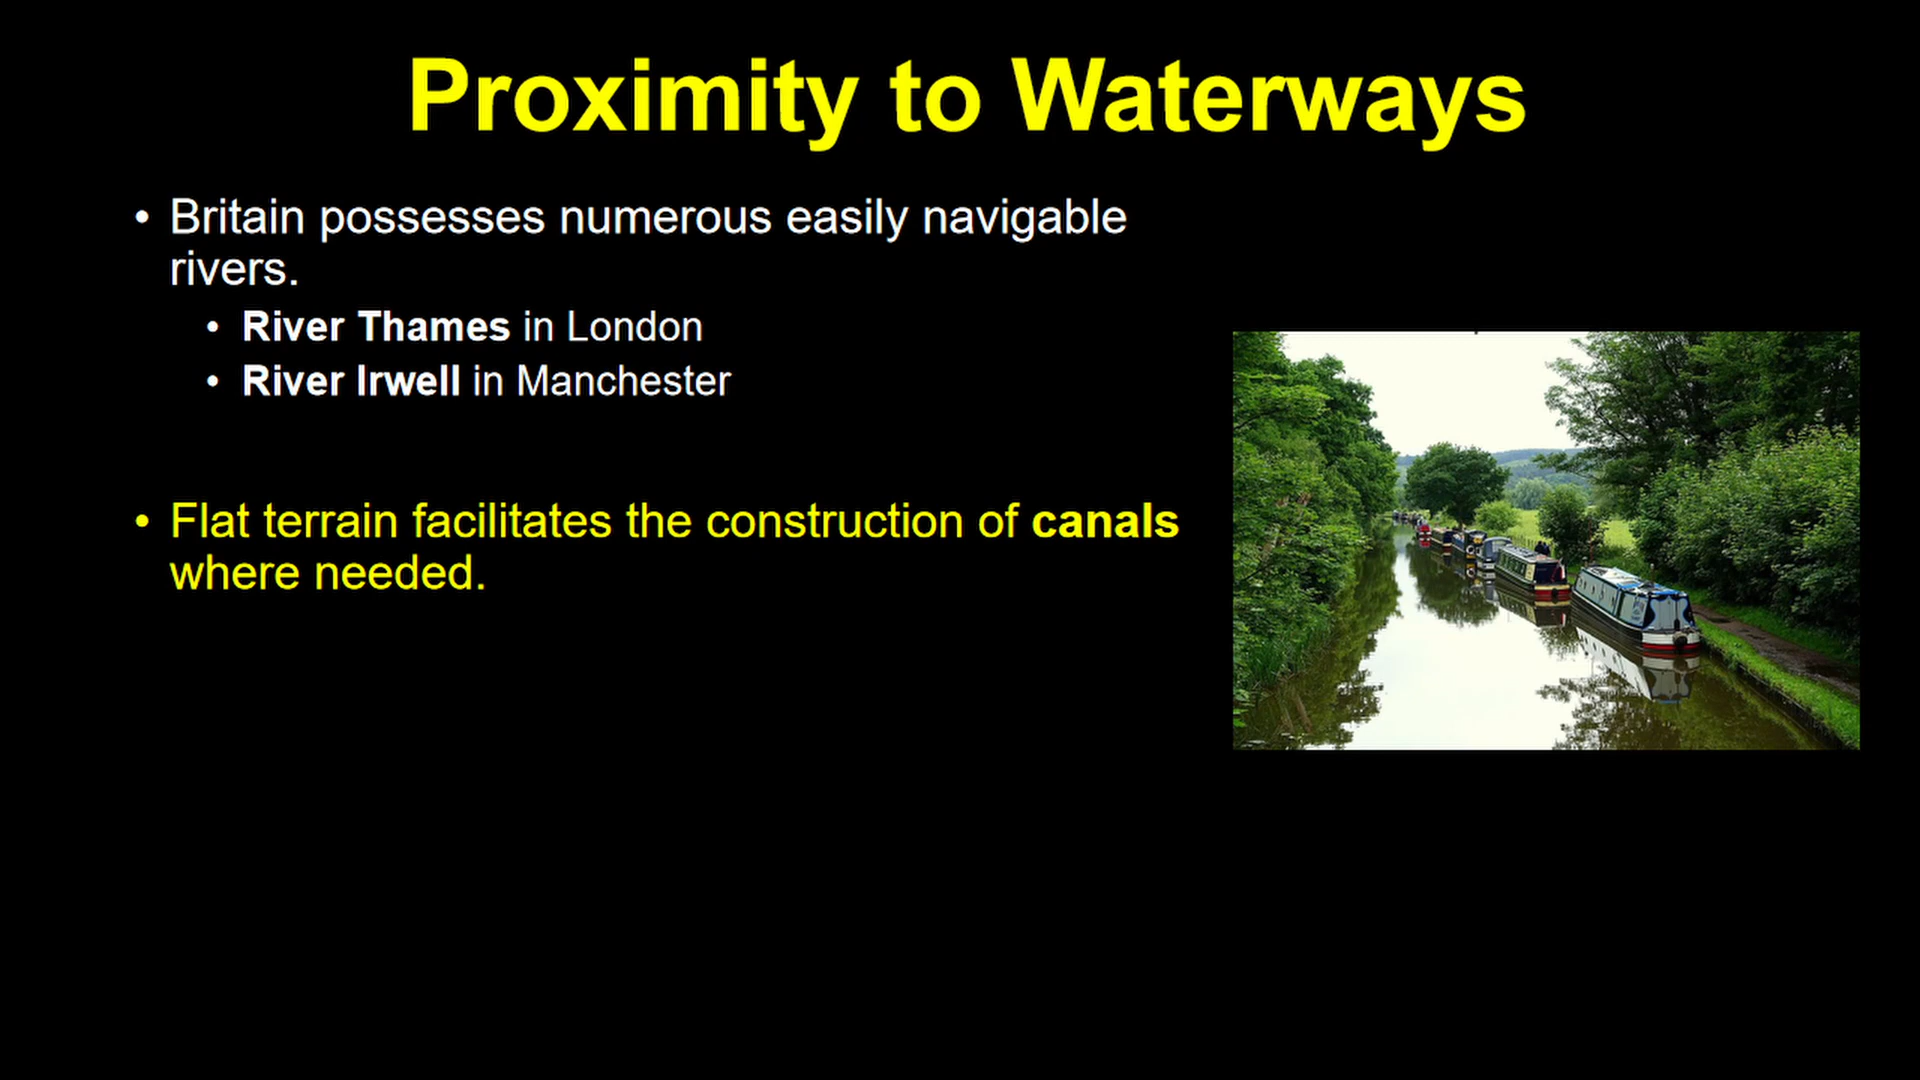 Proximity to Waterways
• Britain possesses numerous easily navigable
rivers.
• River Thames in London
• River Irwell in Manchester
• Flat terrain facilitates the construction of canals
where needed.